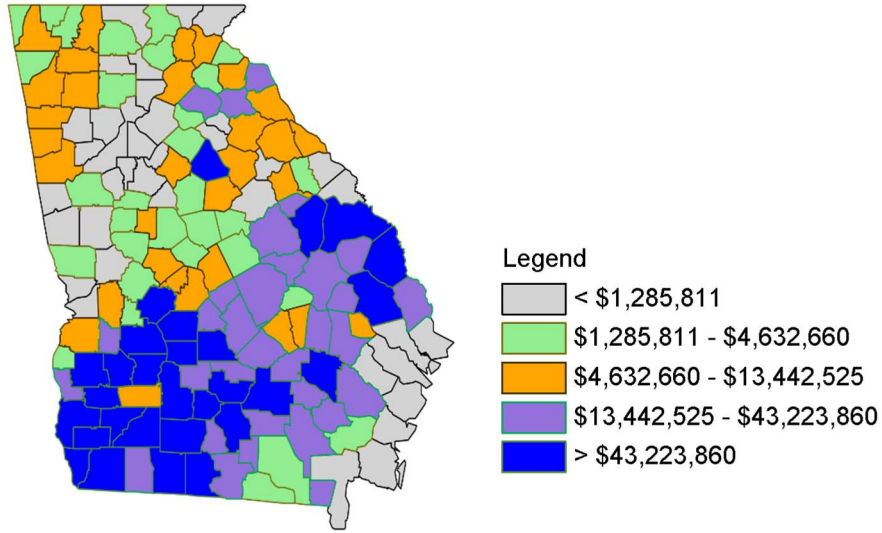 Legend
< $1,285,811
$1,285,811 - $4,632,660
$4,632,660 - $13,442,525
$13,442,525 - $43,223,860
> $43,223,860